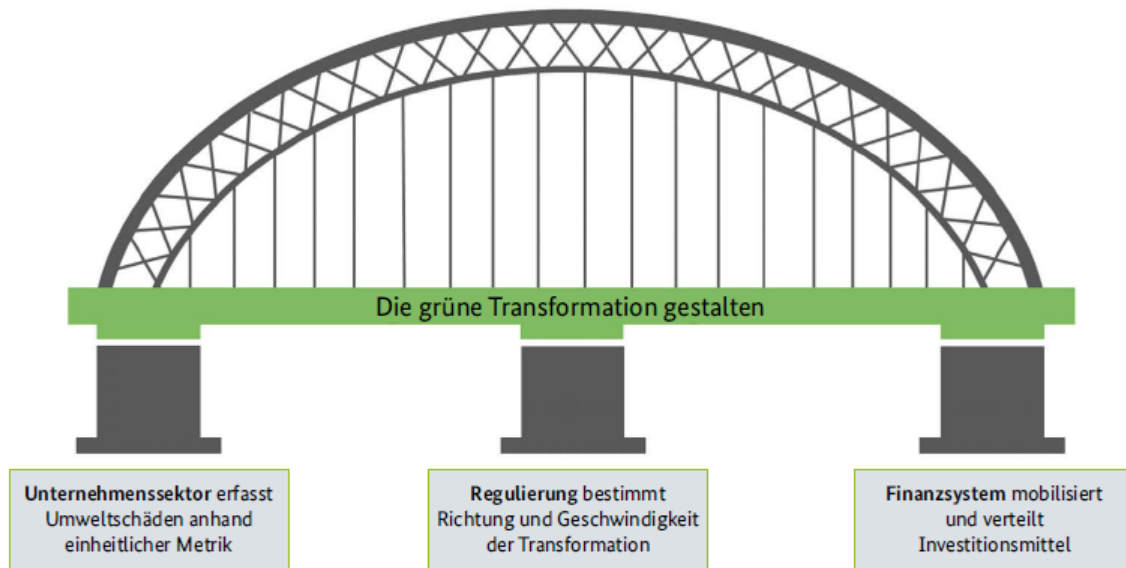 Die grüne Transformation gestalten
Unternehmenssektor erfasst
Umweltschäden anhand
einheitlicher Metrik
Regulierung bestimmt
Richtung und Geschwindigkeit
der Transformation
Finanzsystem mobilisiert
und verteilt
Investitionsmittel